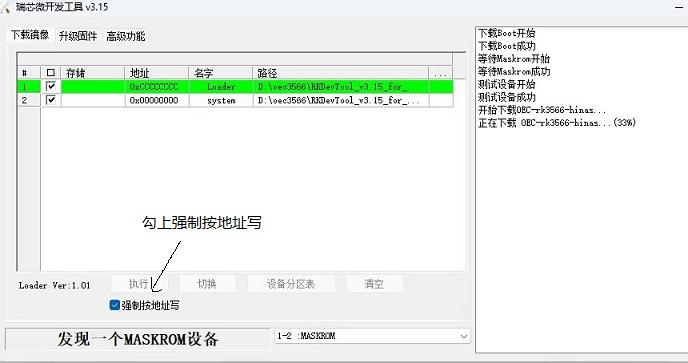 瑞芯微开发工具 v3.15
下载镜像 升级固件 高级功能
# 存储 地址 名字 路径 ...
1 0xCCCCCCCC Loader D:\oec3566\RKDevTool_v3.15_for_
2 0x00000000 system D:\oec3566\RKDevTool_v3.15_for_...
勾上强制按地址写
Loader Ver:1.01 执行 切换 设备分区表 清空
强制按地址写
发现一个MASKROM设备 1-2 :MASKROM
下载Boot开始
下载Boot成功
等待Maskrom开始
等待Maskrom成功
测试设备开始
测试设备成功
开始下载OEC-rk3566-hinas...
正在下载 OEC-rk3566-hinas...(33%)